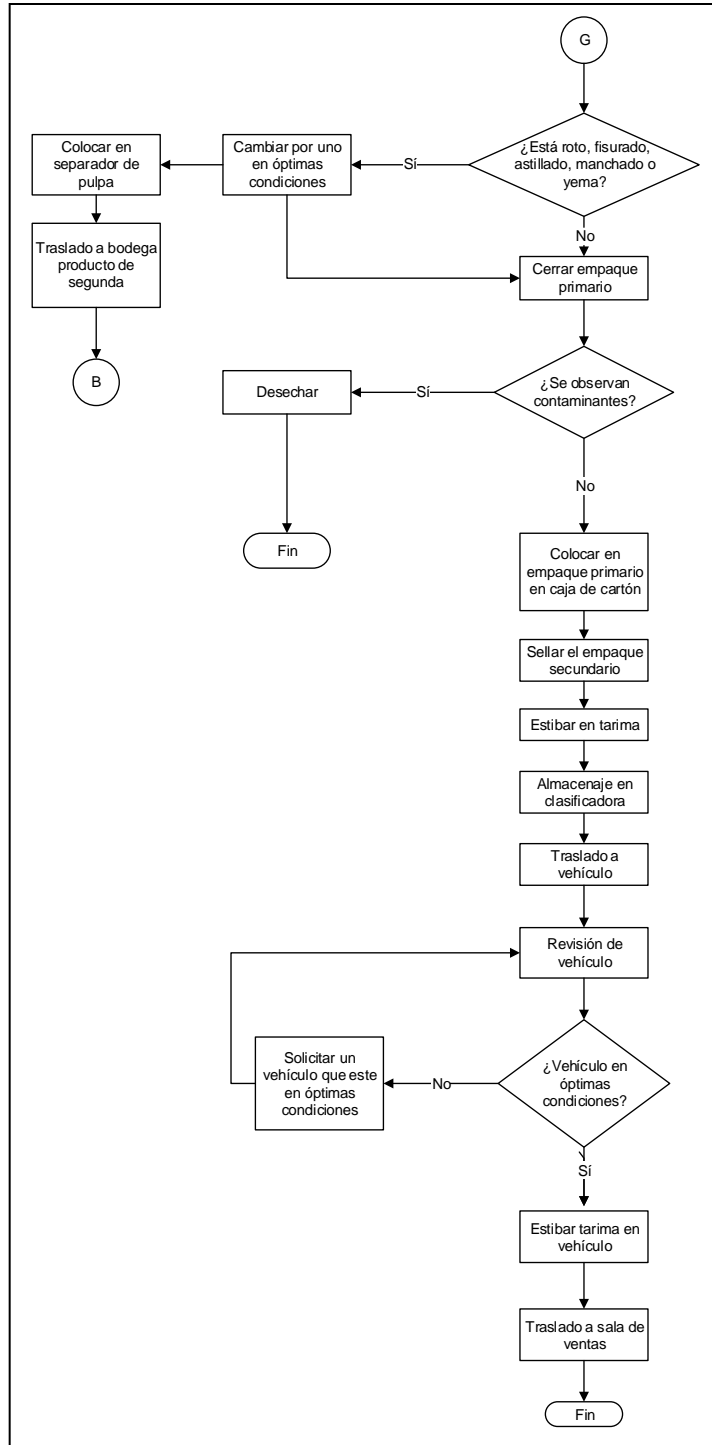 G
¿Está roto, fisurado,
astillado, manchado o
yema?
Sí
Cambiar por uno
en óptimas
condiciones
Colocar en
separador de
pulpa
Traslado a bodega
producto de
segunda
B
No
Cerrar empaque
primario
¿Se observan
contaminantes?
Sí
Desechar
Fin
No
Colocar en
empaque primario
en caja de cartón
Sellar el empaque
secundario
Estibar en tarima
Almacenaje en
clasificadora
Traslado a
vehículo
Revisión de
vehículo
¿Vehículo en
óptimas
condiciones?
No
Solicitar un
vehículo que este
en óptimas
condiciones
Sí
Estibar tarima en
vehículo
Traslado a sala de
ventas
Fin